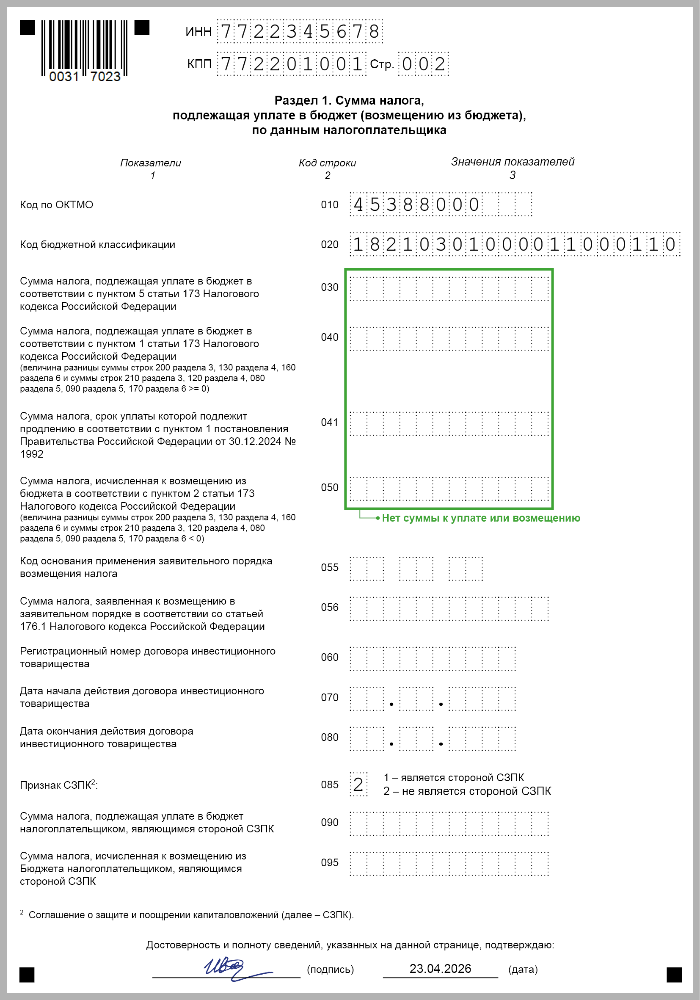 ИНН 7722345678
КПП 772201001 Стр. 002
0031 7023
Раздел 1. Сумма налога,
подлежащая уплате в бюджет (возмещению из бюджета),
по данным налогоплательщика
Показатели Код строки Значения показателей
1 2 3
Код по ОКТМО 010 45388000
Код бюджетной классификации 020 18210301000011000110
Сумма налога, подлежащая уплате в бюджет в
соответствии с пунктом 5 статьи 173 Налогового
кодекса Российской Федерации
030
Сумма налога, подлежащая уплате в бюджет в
соответствии с пунктом 1 статьи 173 Налогового
кодекса Российской Федерации
(величина разницы суммы строк 200 раздела 3, 130 раздела 4, 160
раздела 6 и суммы строк 210 раздела 3, 120 раздела 4, 080
раздела 5, 090 раздела 5, 170 раздела 6 >= 0)
040
Сумма налога, срок уплаты которой подлежит
продлению в соответствии с пунктом 1 постановления
Правительства Российской Федерации от 30.12.2024 №
1992
041
Сумма налога, исчисленная к возмещению из
бюджета в соответствии с пунктом 2 статьи 173
Налогового кодекса Российской Федерации
(величина разницы суммы строк 200 раздела 3, 130 раздела 4, 160
раздела 6 и суммы строк 210 раздела 3, 120 раздела 4, 080
раздела 5, 090 раздела 5, 170 раздела 6 < 0)
050
Нет суммы к уплате или возмещению
Код основания применения заявительного порядка
возмещения налога
055
Сумма налога, заявленная к возмещению в
заявительном порядке в соответствии со статьей
176.1 Налогового кодекса Российской Федерации
056
Регистрационный номер договора инвестиционного
товарищества
060
Дата начала действия договора инвестиционного
товарищества
070 . .
Дата окончания действия договора
инвестиционного товарищества
080 . .
Признак СЗПК2: 085 2
1 – является стороной СЗПК
2 – не является стороной СЗПК
Сумма налога, подлежащая уплате в бюджет
налогоплательщиком, являющимся стороной СЗПК
090
Сумма налога, исчисленная к возмещению из
Бюджета налогоплательщиком, являющимся
стороной СЗПК
095
2 Соглашение о защите и поощрении капиталовложений (далее – СЗПК).
Достоверность и полноту сведений, указанных на данной странице, подтверждаю:
(подпись) 23.04.2026 (дата)